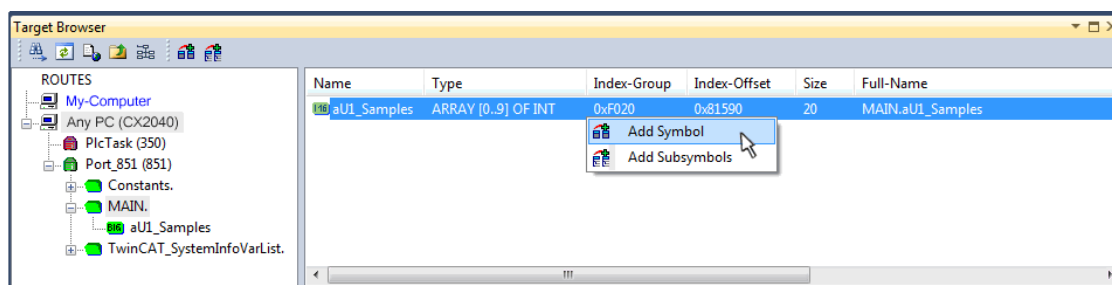 Target Browser
ROUTES
My-Computer
Any PC (CX2040)
PlcTask (350)
Port_851 (851)
Constants.
MAIN.
aU1_Samples
TwinCAT_SystemInfoVarList.
Name Type Index-Group Index-Offset Size Full-Name
aU1_Samples ARRAY [0..9] OF INT 0xF020 0x81590 20 MAIN.aU1_Samples
Add Symbol
Add Subsymbols